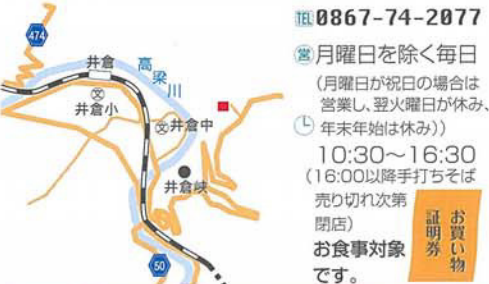 474
井倉
高梁川
文
井倉小
文
井倉中
井倉峡
50
TEL 0867-74-2077
営 月曜日を除く毎日
(月曜日が祝日の場合は
営業し、翌火曜日が休み、
年末年始は休み))
10:30～16:30
(16:00以降手打ちそば
売り切れ次第
閉店)
お食事対象
です。
お買い物
証明券